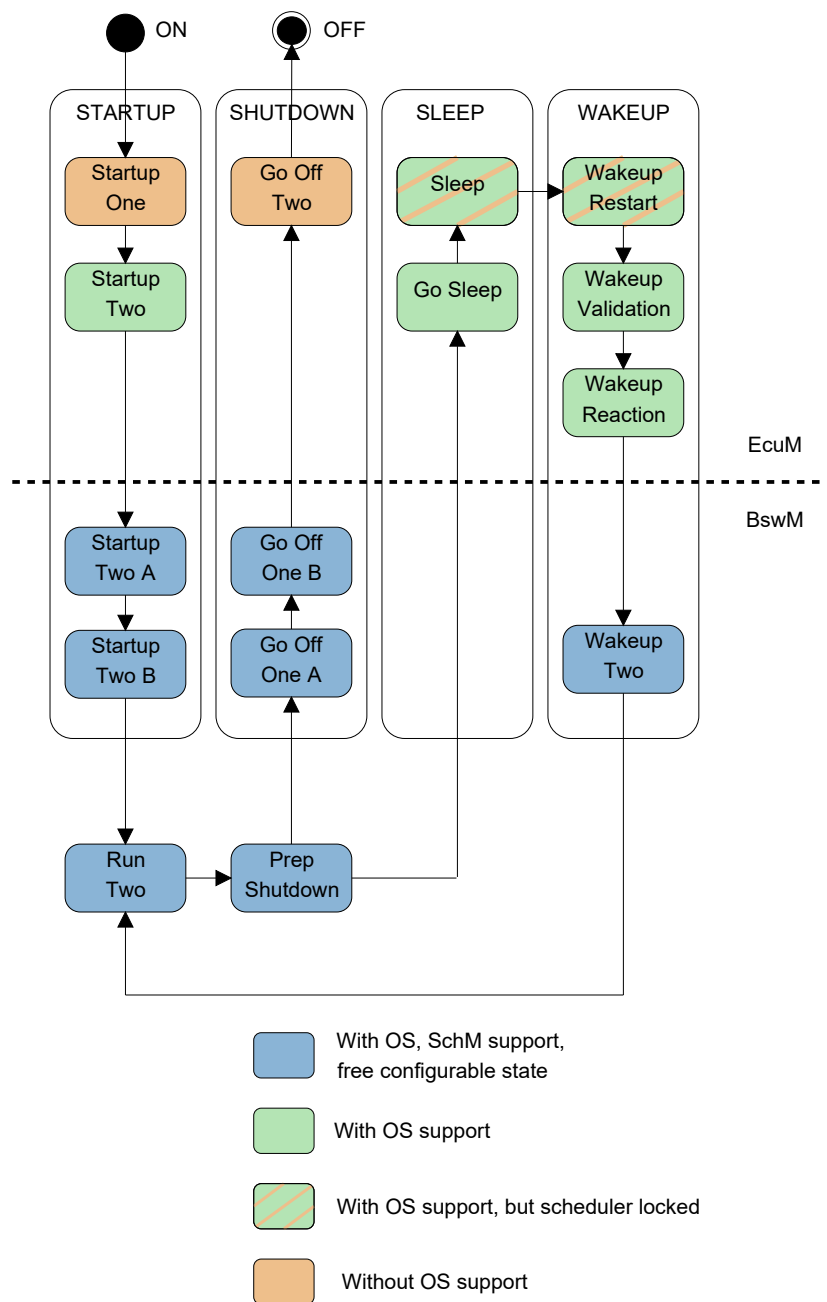 ON
OFF
STARTUP
SHUTDOWN
SLEEP
WAKEUP
Startup
One
Go Off
Two
Sleep
Wakeup
Restart
Startup
Two
Go Sleep
Wakeup
Validation
Wakeup
Reaction
EcuM
BswM
Startup
Two A
Go Off
One B
Startup
Two B
Go Off
One A
Wakeup
Two
Run
Two
Prep
Shutdown
With OS, SchM support,
free configurable state
With OS support
With OS support, but scheduler locked
Without OS support